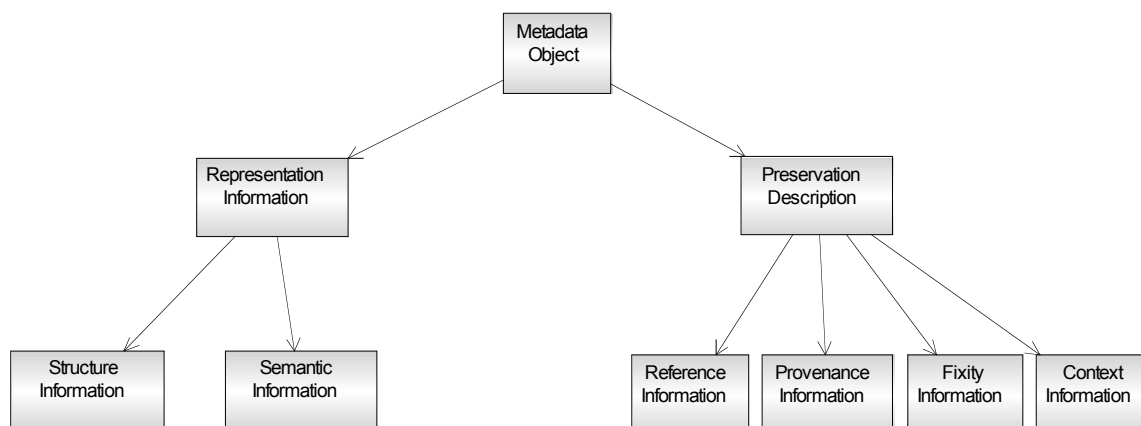 Metadata
Object
Representation
Information
Preservation
Description
Structure
Information
Semantic
Information
Reference
Information
Provenance
Information
Fixity
Information
Context
Information